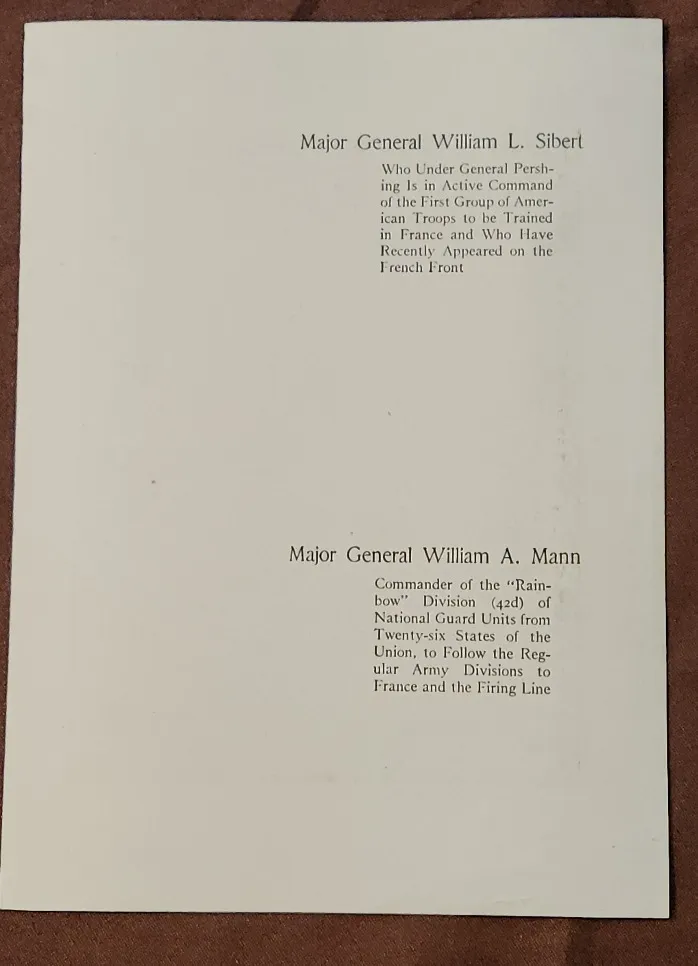 Major General William L. Sibert
Who Under General Persh-
ing Is in Active Command
of the First Group of Amer-
ican Troops to be Trained
in France and Who Have
Recently Appeared on the
French Front
Major General William A. Mann
Commander of the “Rain-
bow” Division (42d) of
National Guard Units from
Twenty-six States of the
Union, to Follow the Reg-
ular Army Divisions to
France and the Firing Line